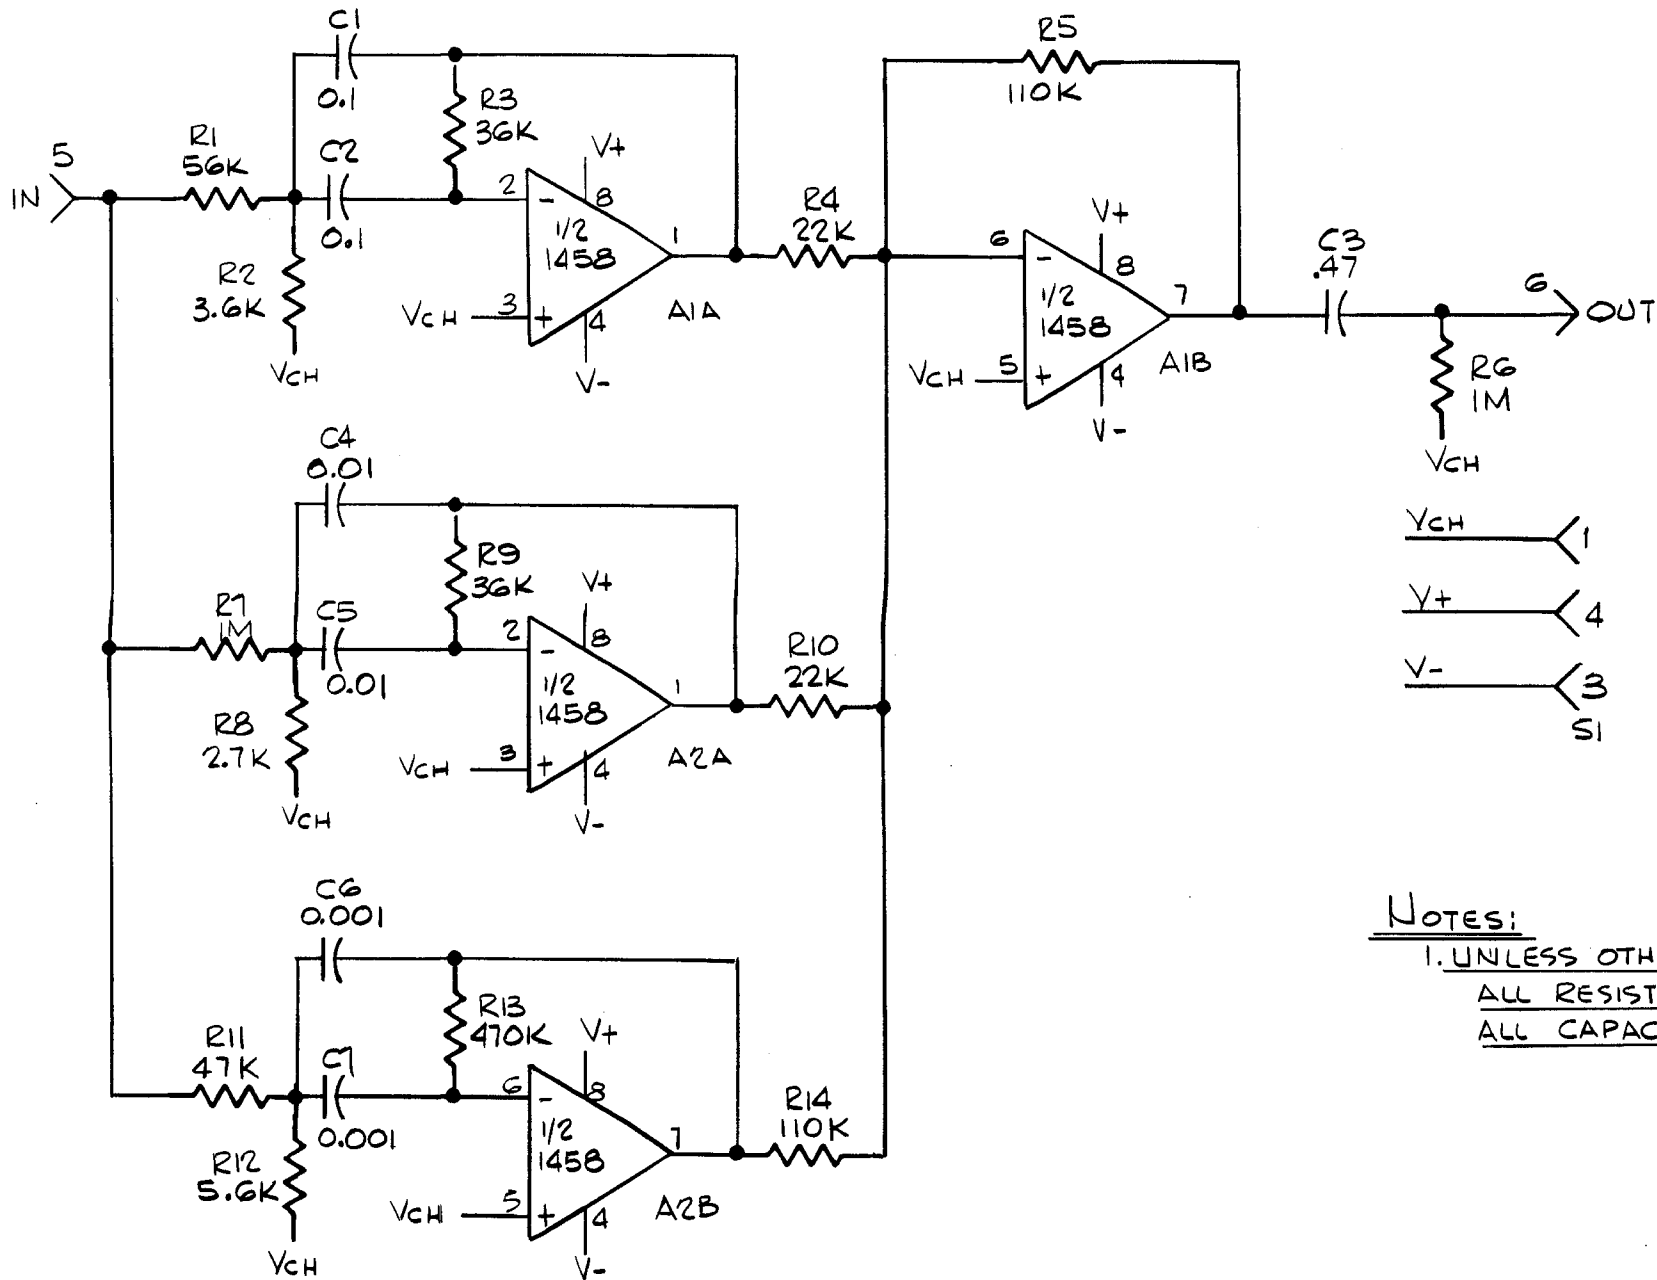 C1
0.1
R3
36K
R1
56K
C2
0.1
5
IN
R2
3.6K
VCH
2
-
V+
8
1/2
1458
1
VCH
3
+
4
V-
A1A
R4
22K
R5
110K
6
-
V+
8
1/2
1458
7
VCH
5
+
4
V-
A1B
C3
.47
6
OUT
R6
1M
VCH
C4
0.01
R9
36K
R7
1M
C5
0.01
R8
2.7K
VCH
2
-
V+
8
1/2
1458
1
VCH
3
+
4
V-
A2A
R10
22K
VCH
1
V+
4
V-
3
S1
C6
0.001
R13
470K
R11
47K
C7
0.001
R12
5.6K
VCH
6
-
V+
8
1/2
1458
7
VCH
5
+
4
V-
A2B
R14
110K
NOTES:
1. UNLESS OTH
ALL RESIST
ALL CAPAC